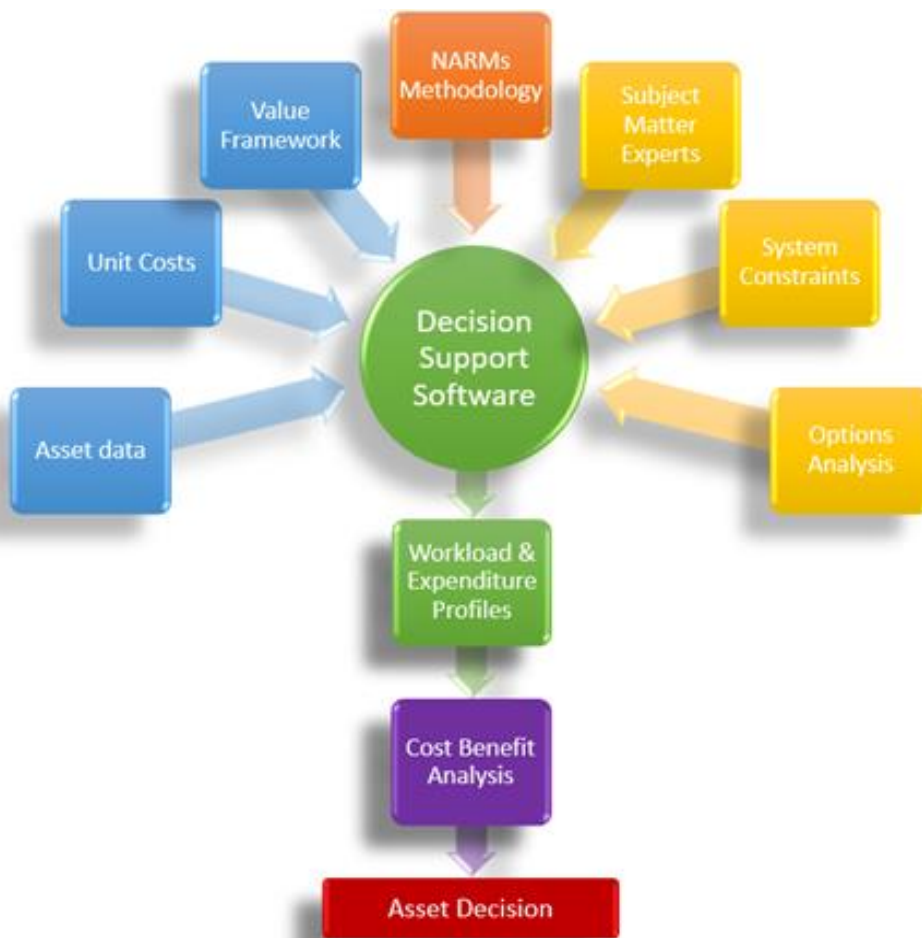 NARMs
Methodology
Value
Framework
Subject
Matter
Experts
Unit Costs
System
Constraints
Decision
Support
Software
Asset data
Options
Analysis
Workload &
Expenditure
Profiles
Cost Benefit
Analysis
Asset Decision